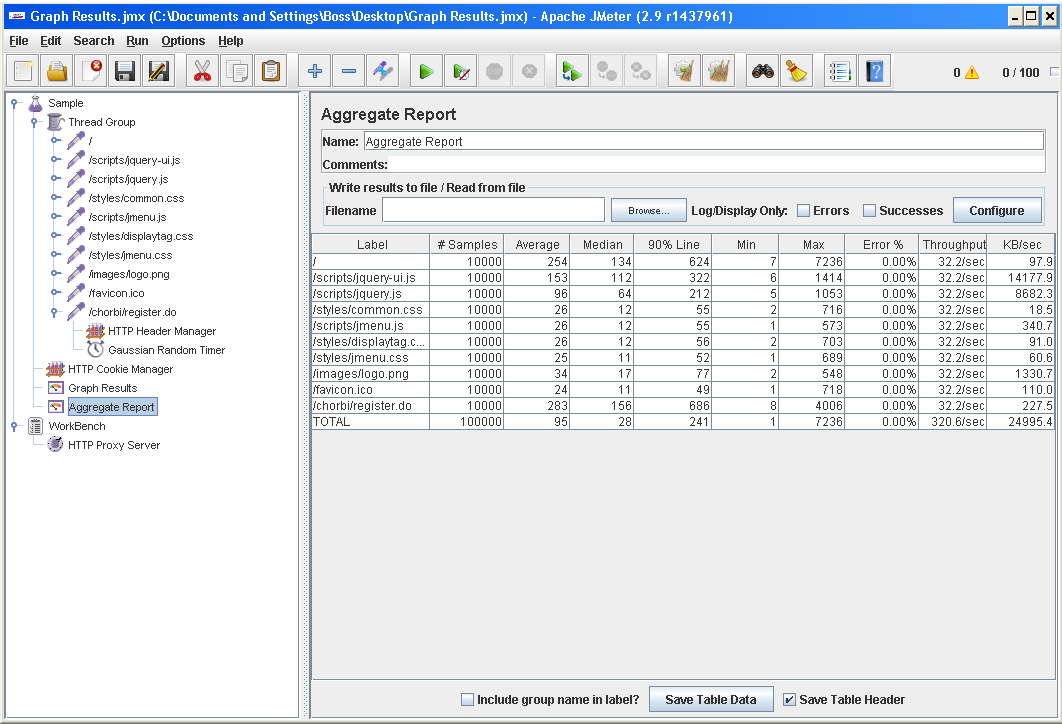 Graph Results.jmx (C:\Documents and Settings\Boss\Desktop\Graph Results.jmx) - Apache JMeter (2.9 r1437961)
File Edit Search Run Options Help
0 0 / 100
Sample
Thread Group
/
/scripts/jquery-ui.js
/scripts/jquery.js
/styles/common.css
/scripts/jmenu.js
/styles/displaytag.css
/styles/jmenu.css
/images/logo.png
/favicon.ico
/chorbi/register.do
HTTP Header Manager
Gaussian Random Timer
HTTP Cookie Manager
Graph Results
Aggregate Report
WorkBench
HTTP Proxy Server
Aggregate Report
Name: Aggregate Report
Comments:
Write results to file / Read from file
Filename Browse... Log/Display Only: Errors Successes Configure
Label # Samples Average Median 90% Line Min Max Error % Throughput KB/sec
/ 10000 254 134 624 7 7236 0.00% 32.2/sec 97.9
/scripts/jquery-ui.js 10000 153 112 322 6 1414 0.00% 32.2/sec 14177.9
/scripts/jquery.js 10000 96 64 212 5 1053 0.00% 32.2/sec 8682.3
/styles/common.css 10000 26 12 55 2 716 0.00% 32.2/sec 18.5
/scripts/jmenu.js 10000 26 12 55 1 573 0.00% 32.2/sec 340.7
/styles/displaytag.c... 10000 26 12 56 2 703 0.00% 32.2/sec 91.0
/styles/jmenu.css 10000 25 11 52 1 689 0.00% 32.2/sec 60.6
/images/logo.png 10000 34 17 77 2 548 0.00% 32.2/sec 1330.7
/favicon.ico 10000 24 11 49 1 718 0.00% 32.2/sec 110.0
/chorbi/register.do 10000 283 156 686 8 4006 0.00% 32.2/sec 227.5
TOTAL 100000 95 28 241 1 7236 0.00% 320.6/sec 24995.4
Include group name in label? Save Table Data Save Table Header